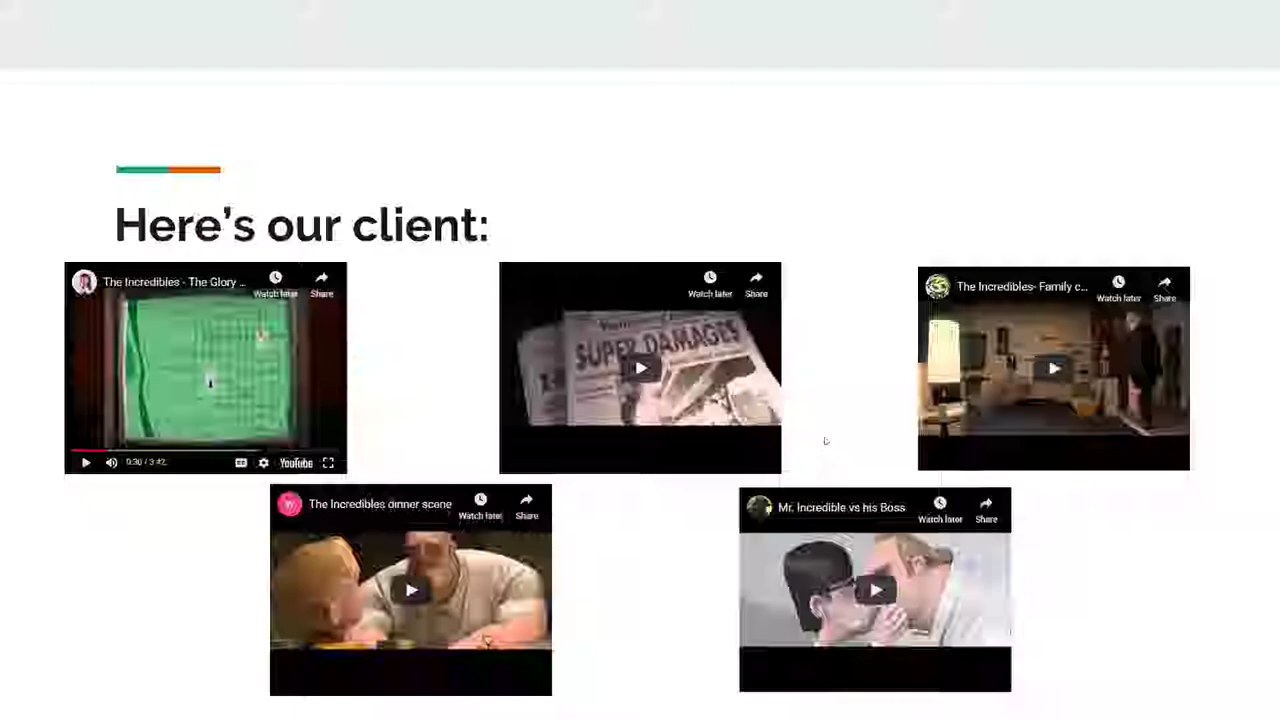 Here's our client:
The Incredibles - The Glory ...
Watch later
Share
0:30 / 3:42
YouTube
Watch later
Share
SUPER DAMAGES
The Incredibles- Family c...
Watch later
Share
The Incredibles dinner scene
Watch later
Share
Mr. Incredible vs his Boss
Watch later
Share